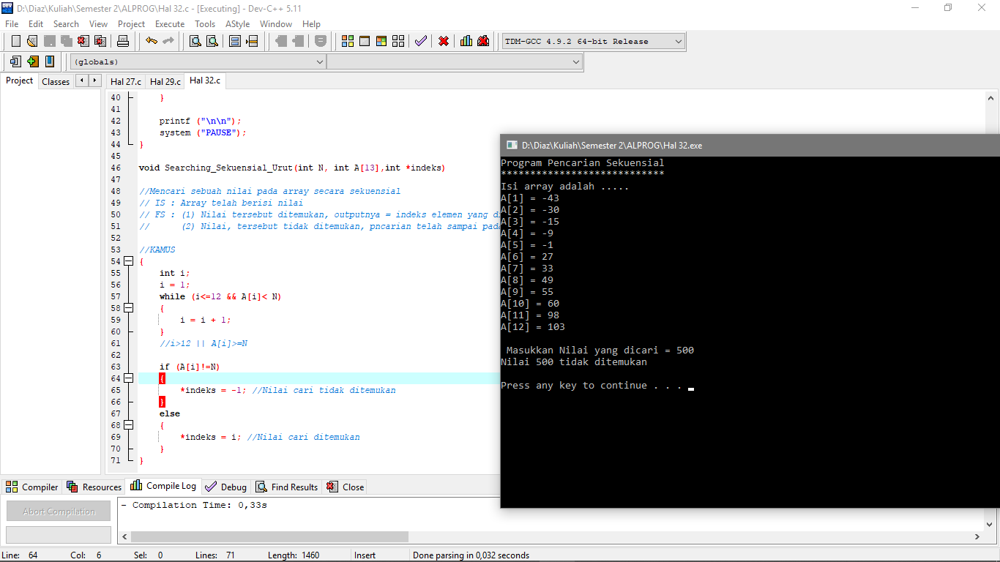 D:\Diaz\Kuliah\Semester 2\ALPROG\Hal 32.c - [Executing] - Dev-C++ 5.11
File Edit Search View Project Execute Tools AStyle Window Help
TDM-GCC 4.9.2 64-bit Release
(globals)
Project Classes Hal 27.c Hal 29.c Hal 32.c
40 }
41
42 printf ("\n\n");
43 system ("PAUSE");
44 }
45
46 void Searching_Sekuensial_Urut(int N, int A[13],int *indeks)
47
48 //Mencari sebuah nilai pada array secara sekuensial
49 // IS : Array telah berisi nilai
50 // FS : (1) Nilai tersebut ditemukan, outputnya = indeks elemen yang
51 // (2) Nilai, tersebut tidak ditemukan, pncarian telah sampai pada
52
53 //KAMUS
54 {
55 int i;
56 i = 1;
57 while (i<=12 && A[i]< N)
58 {
59 i = i + 1;
60 }
61 //i>12 || A[i]>=N
62
63 if (A[i]!=N)
64 {
65 *indeks = -1; //Nilai cari tidak ditemukan
66 }
67 else
68 {
69 *indeks = i; //Nilai cari ditemukan
70 }
71 }
D:\Diaz\Kuliah\Semester 2\ALPROG\Hal 32.exe
Program Pencarian Sekuensial
****************************
Isi array adalah .....
A[1] = -43
A[2] = -30
A[3] = -15
A[4] = -9
A[5] = -1
A[6] = 27
A[7] = 33
A[8] = 49
A[9] = 55
A[10] = 60
A[11] = 98
A[12] = 103
Masukkan Nilai yang dicari = 500
Nilai 500 tidak ditemukan
Press any key to continue . . .
Compiler Resources Compile Log Debug Find Results Close
Abort Compilation
- Compilation Time: 0,33s
Line: 64 Col: 6 Sel: 0 Lines: 71 Length: 1460 Insert Done parsing in 0,032 seconds